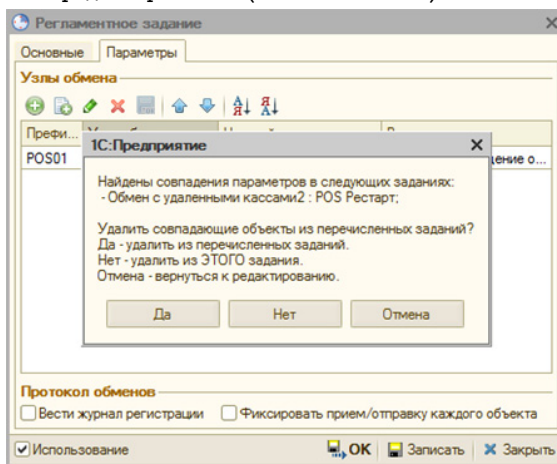 Регламентное задание
Основные Параметры
Узлы обмена
Префи...
POS01
щение о...
1С:Предприятие
Найдены совпадения параметров в следующих заданиях:
- Обмен с удаленными кассами2 : POS Рестарт;
Удалить совпадающие объекты из перечисленных заданий?
Да - удалить из перечисленных заданий.
Нет - удалить из ЭТОГО задания.
Отмена - вернуться к редактированию.
Да Нет Отмена
Протокол обменов
Вести журнал регистрации Фиксировать прием/отправку каждого объекта
Использование OK Записать Закрыть